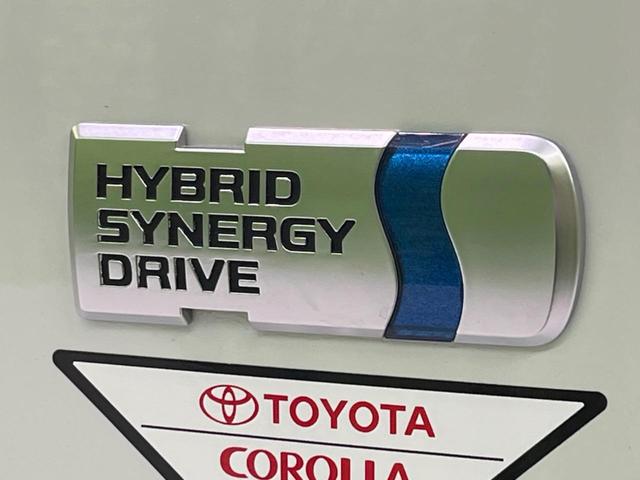 HYBRID
SYNERGY
DRIVE
TOYOTA
COROLLA